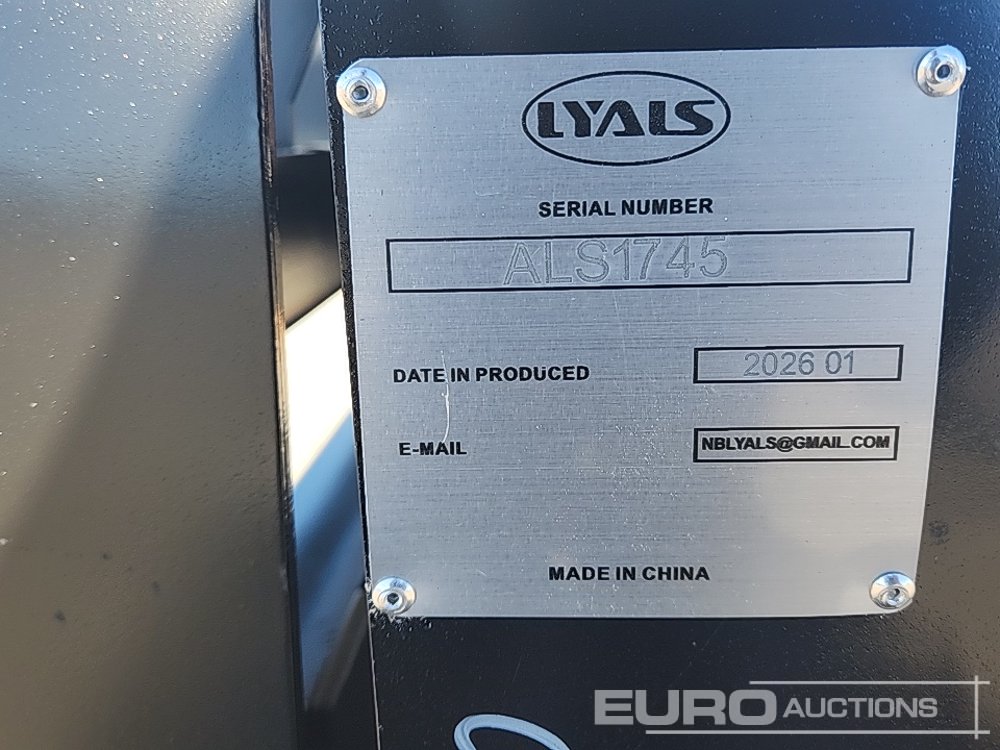 LYALS
SERIAL NUMBER
ALS1745
DATE IN PRODUCED 2026 01
E-MAIL NBLYALS@GMAIL.COM
MADE IN CHINA
EURO AUCTIONS